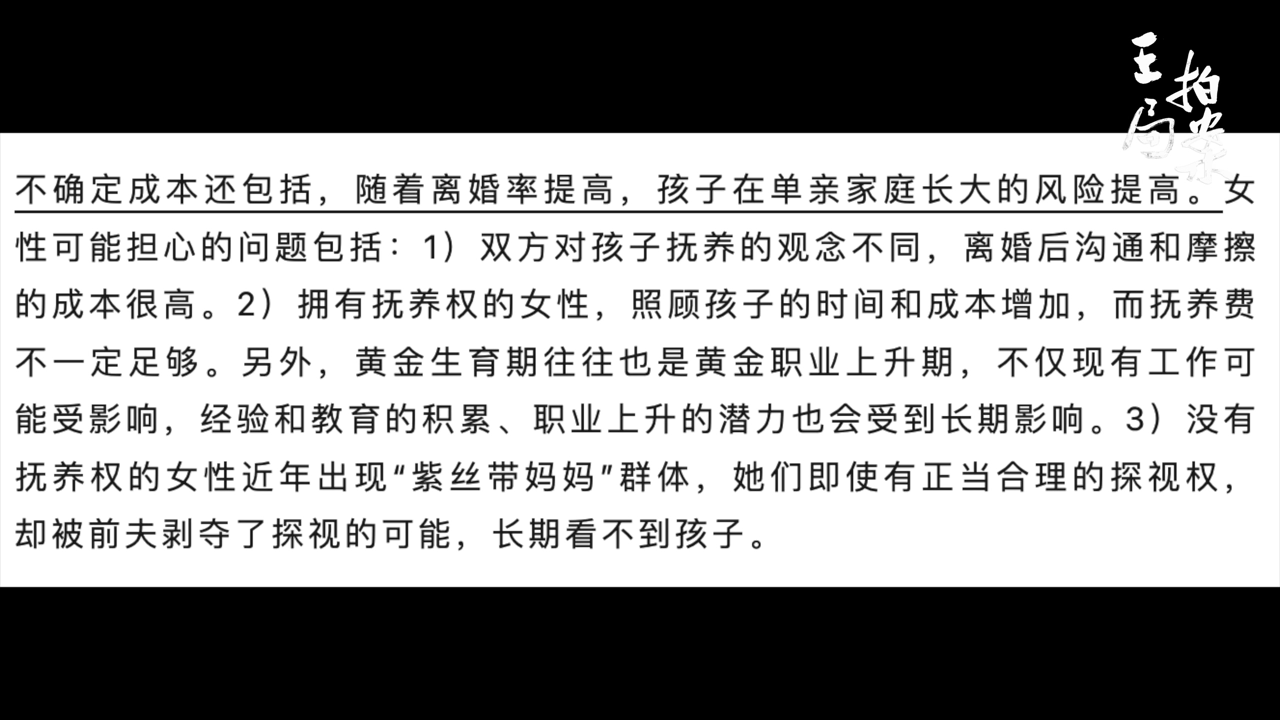 王局拍案
不确定成本还包括，随着离婚率提高，孩子在单亲家庭长大的风险提高。女
性可能担心的问题包括：1）双方对孩子抚养的观念不同，离婚后沟通和摩擦
的成本很高。2）拥有抚养权的女性，照顾孩子的时间和成本增加，而抚养费
不一定足够。另外，黄金生育期往往也是黄金职业上升期，不仅现有工作可
能受影响，经验和教育的积累、职业上升的潜力也会受到长期影响。3）没有
抚养权的女性近年出现“紫丝带妈妈”群体，她们即使有正当合理的探视权，
却被前夫剥夺了探视的可能，长期看不到孩子。